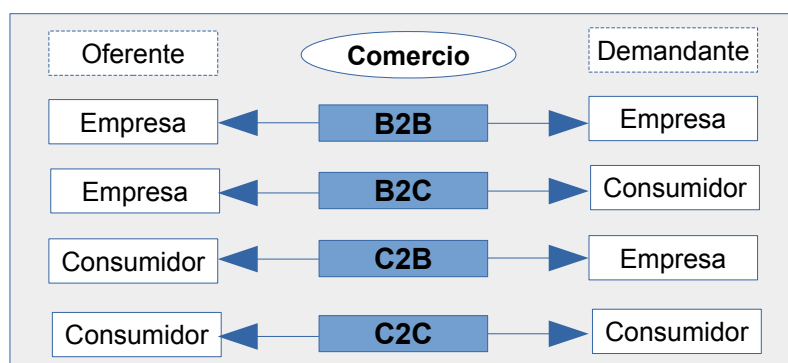 Oferente
Comercio
Demandante
Empresa
B2B
Empresa
Empresa
B2C
Consumidor
Consumidor
C2B
Empresa
Consumidor
C2C
Consumidor